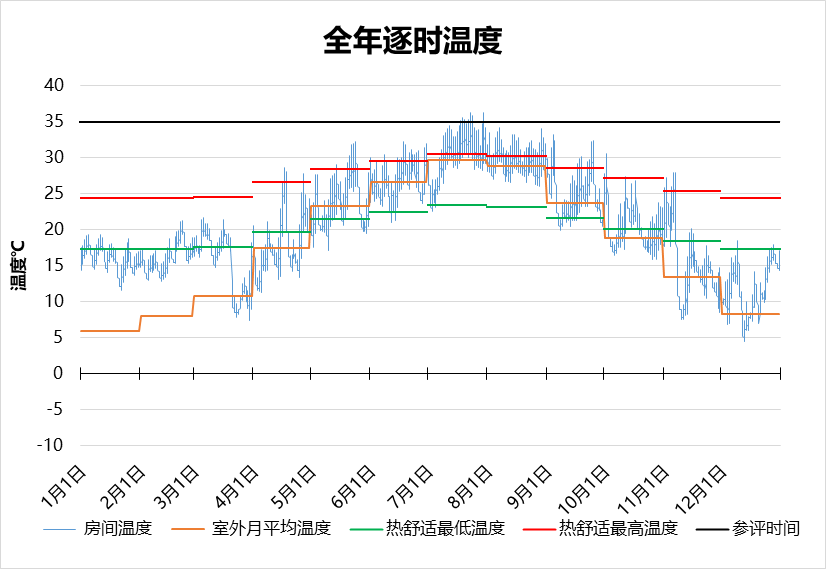 全年逐时温度
40
35
30
25
20
15
10
5
0
-5
-10
温度℃
1月1日
2月1日
3月1日
4月1日
5月1日
6月1日
7月1日
8月1日
9月1日
10月1日
11月1日
12月1日
房间温度 室外月平均温度 热舒适最低温度 热舒适最高温度 参评时间